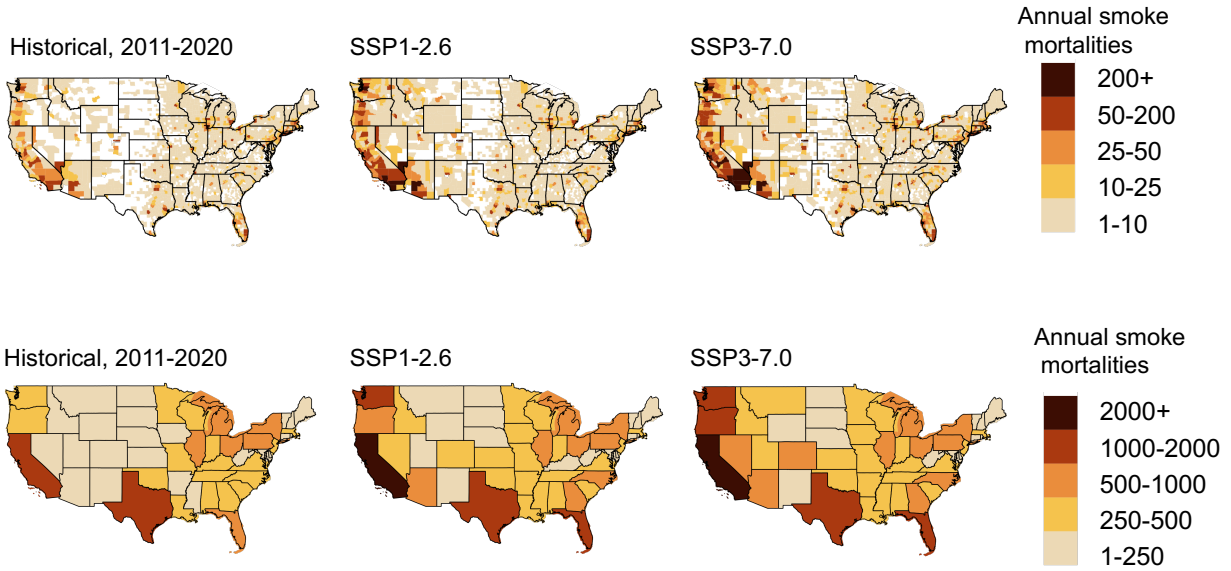 Historical, 2011-2020
SSP1-2.6
SSP3-7.0
Annual smoke
mortalities
200+
50-200
25-50
10-25
1-10
Historical, 2011-2020
SSP1-2.6
SSP3-7.0
Annual smoke
mortalities
2000+
1000-2000
500-1000
250-500
1-250